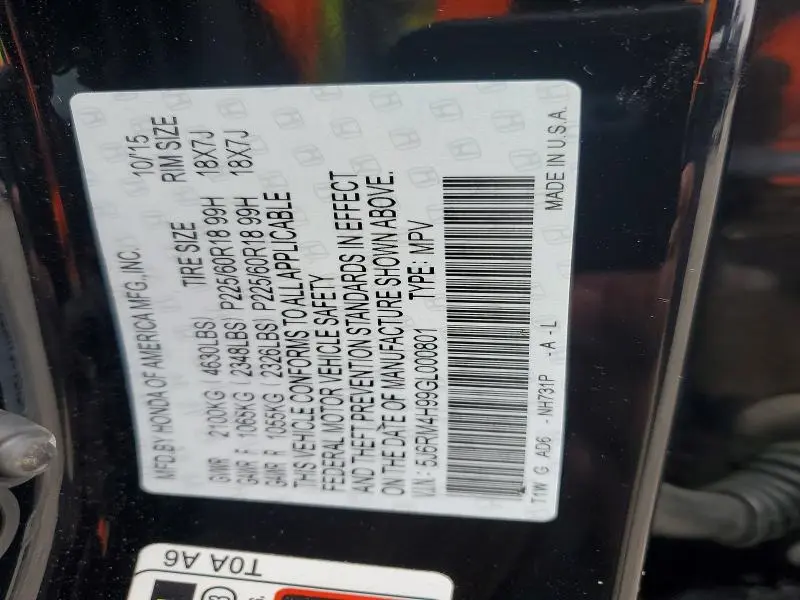 MFD.BY HONDA OF AMERICA MFG.,INC. 10/15
TIRE SIZE RIM SIZE
GVWR 2100KG ( 4630LBS)
GAWR F 1065KG ( 2348LBS) P225/60R18 99H 18X7J
GAWR R 1055KG ( 2326LBS) P225/60R18 99H 18X7J
THIS VEHICLE CONFORMS TO ALL APPLICABLE
FEDERAL MOTOR VEHICLE SAFETY
AND THEFT PREVENTION STANDARDS IN EFFECT
ON THE DATE OF MANUFACTURE SHOWN ABOVE.
V.I.N.: 5J6RM4H99GL000801 TYPE: MPV
T1W G AD6 -NH731P -A-L MADE IN U.S.A.
T0A A6